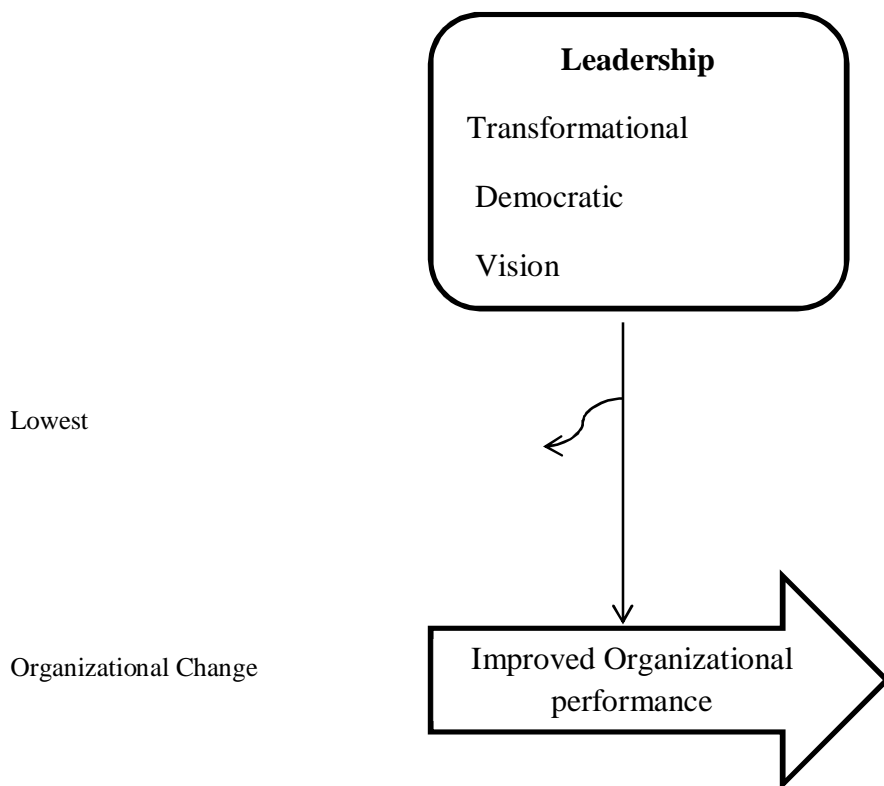 Leadership
Transformational
Democratic
Vision
Lowest
Organizational Change
Improved Organizational
performance